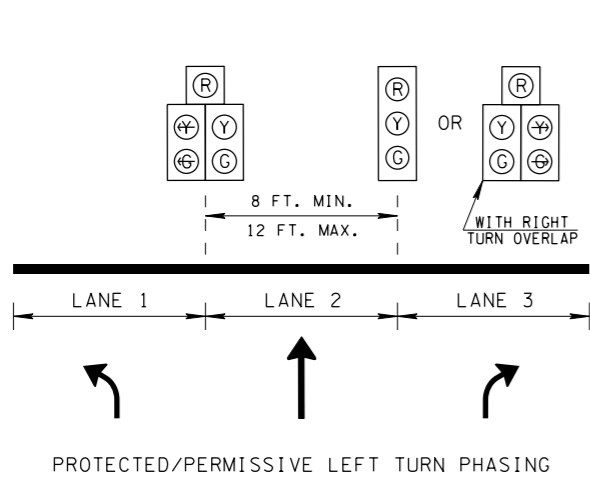 R
Y Y
G G
R
Y
G
OR
R
Y Y
G G
8 FT. MIN.
12 FT. MAX.
WITH RIGHT
TURN OVERLAP
LANE 1 LANE 2 LANE 3
PROTECTED/PERMISSIVE LEFT TURN PHASING